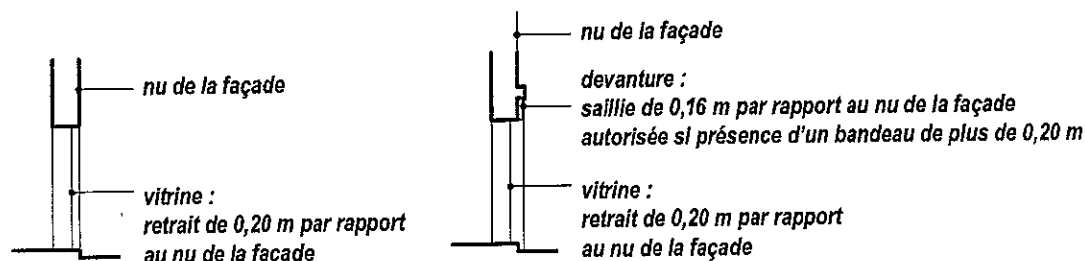 nu de la façade
vitrine :
retrait de 0,20 m par rapport
au nu de la façade
nu de la façade
devanture :
saillie de 0,16 m par rapport au nu de la façade
autorisée si présence d'un bandeau de plus de 0,20 m
vitrine :
retrait de 0,20 m par rapport
au nu de la façade